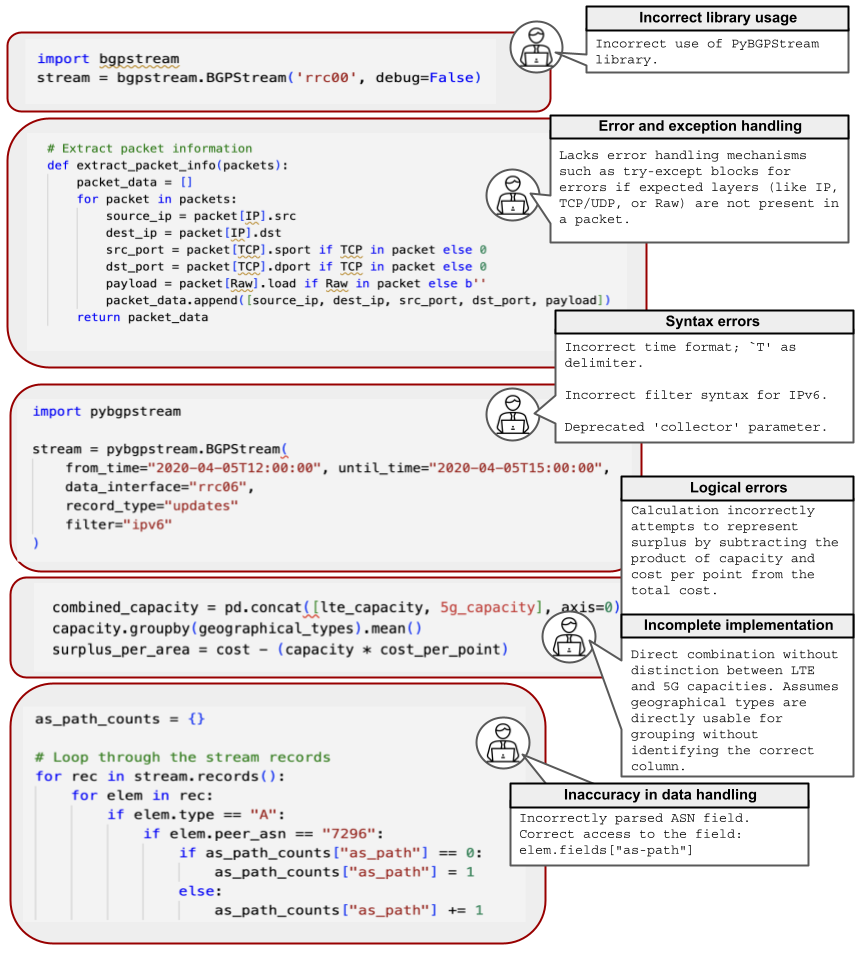 Incorrect library usage
Incorrect use of PyBGPStream
library.
import bgpstream
stream = bgpstream.BGPStream('rrc00', debug=False)
Error and exception handling
Lacks error handling mechanisms
such as try-except blocks for
errors if expected layers (like IP,
TCP/UDP, or Raw) are not present in
a packet.
# Extract packet information
def extract_packet_info(packets):
    packet_data = []
    for packet in packets:
        source_ip = packet[IP].src
        dest_ip = packet[IP].dst
        src_port = packet[TCP].sport if TCP in packet else 0
        dst_port = packet[TCP].dport if TCP in packet else 0
        payload = packet[Raw].load if Raw in packet else b''
        packet_data.append([source_ip, dest_ip, src_port, dst_port, payload])
    return packet_data
Syntax errors
Incorrect time format; `T' as
delimiter.
Incorrect filter syntax for IPv6.
Deprecated 'collector' parameter.
import pybgpstream
stream = pybgpstream.BGPStream(
    from_time="2020-04-05T12:00:00", until_time="2020-04-05T15:00:00",
    data_interface="rrc06",
    record_type="updates"
    filter="ipv6"
)
Logical errors
Calculation incorrectly
attempts to represent
surplus by subtracting the
product of capacity and
cost per point from the
total cost.
combined_capacity = pd.concat([lte_capacity, 5g_capacity], axis=0)
capacity.groupby(geographical_types).mean()
surplus_per_area = cost - (capacity * cost_per_point)
Incomplete implementation
Direct combination without
distinction between LTE
and 5G capacities. Assumes
geographical types are
directly usable for
grouping without
identifying the correct
column.
as_path_counts = {}
# Loop through the stream records
for rec in stream.records():
    for elem in rec:
        if elem.type == "A":
            if elem.peer_asn == "7296":
                if as_path_counts["as_path"] == 0:
                    as_path_counts["as_path"] = 1
                else:
                    as_path_counts["as_path"] += 1
Inaccuracy in data handling
Incorrectly parsed ASN field.
Correct access to the field:
elem.fields["as-path"]